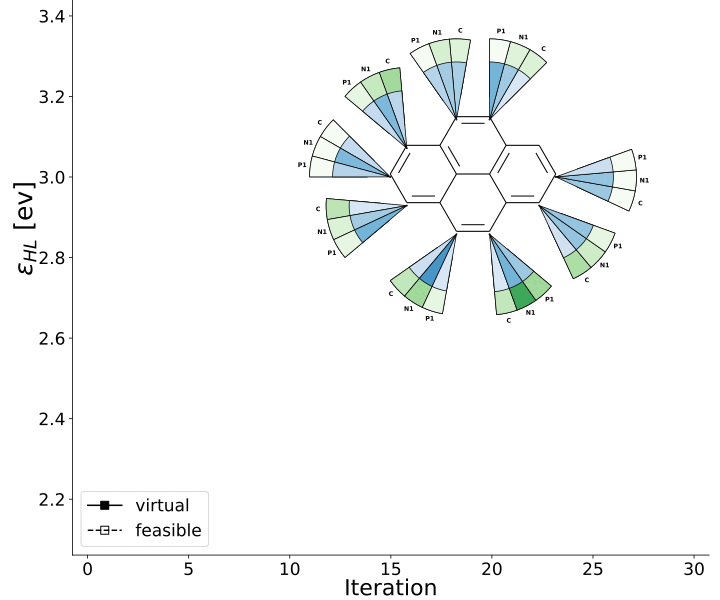 3.4
3.2
3.0
2.8
2.6
2.4
2.2
ε_HL [ev]
P1 N1 C
P1 N1 C
P1 N1 C
C
N1
P1
P1
N1
C
C
N1
P1
P1
N1
C
C N1 P1
C N1 P1
virtual
feasible
0 5 10 15 20 25 30
Iteration